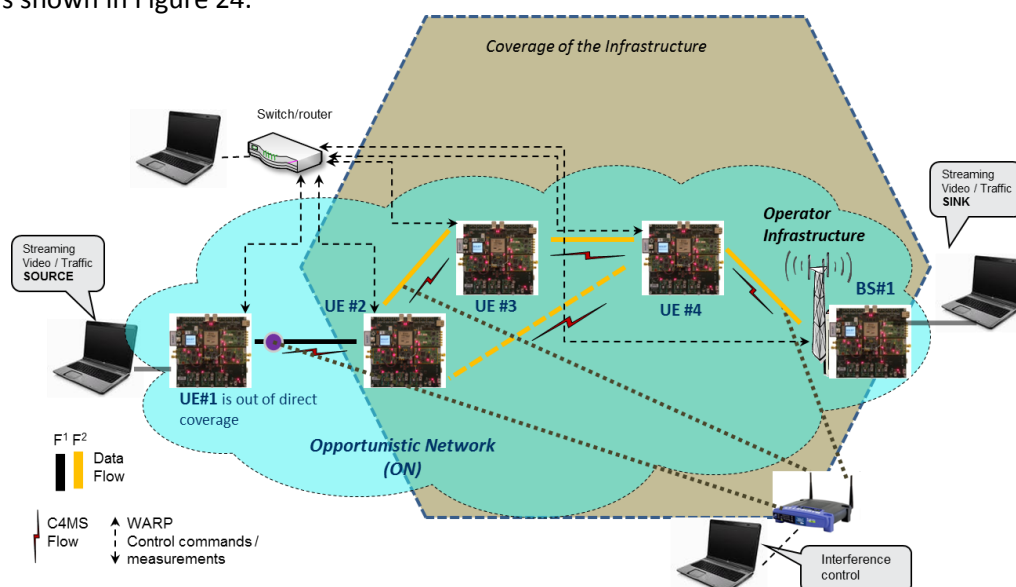 s shown in Figure 24.
Coverage of the Infrastructure
Switch/router
Streaming
Video / Traffic
SINK
Operator
Infrastructure
Streaming
Video / Traffic
SOURCE
BS#1
UE #2
UE #3
UE #4
UE#1 is out of direct
coverage
Opportunistic Network
(ON)
F1 F2
Data
Flow
C4MS
Flow
WARP
Control commands /
measurements
Interference
control